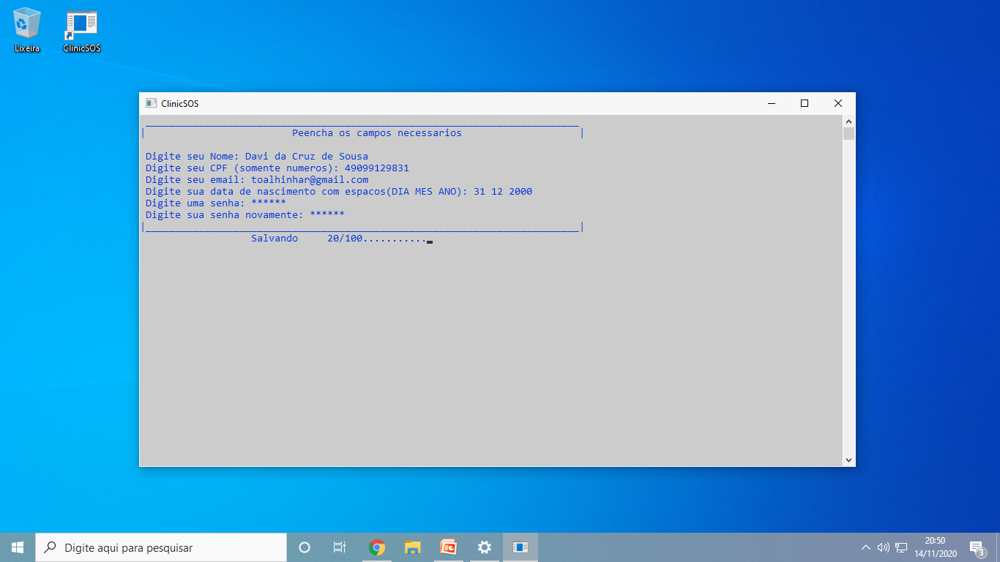 Lixeira
ClinicSOS
ClinicSOS
Peencha os campos necessarios
Digite seu Nome: Davi da Cruz de Sousa
Digite seu CPF (somente numeros): 49099129831
Digite seu email: toalhinhar@gmail.com
Digite sua data de nascimento com espacos(DIA MES ANO): 31 12 2000
Digite uma senha: ******
Digite sua senha novamente: ******
Salvando 20/100...........
Digite aqui para pesquisar
20:50
14/11/2020
3